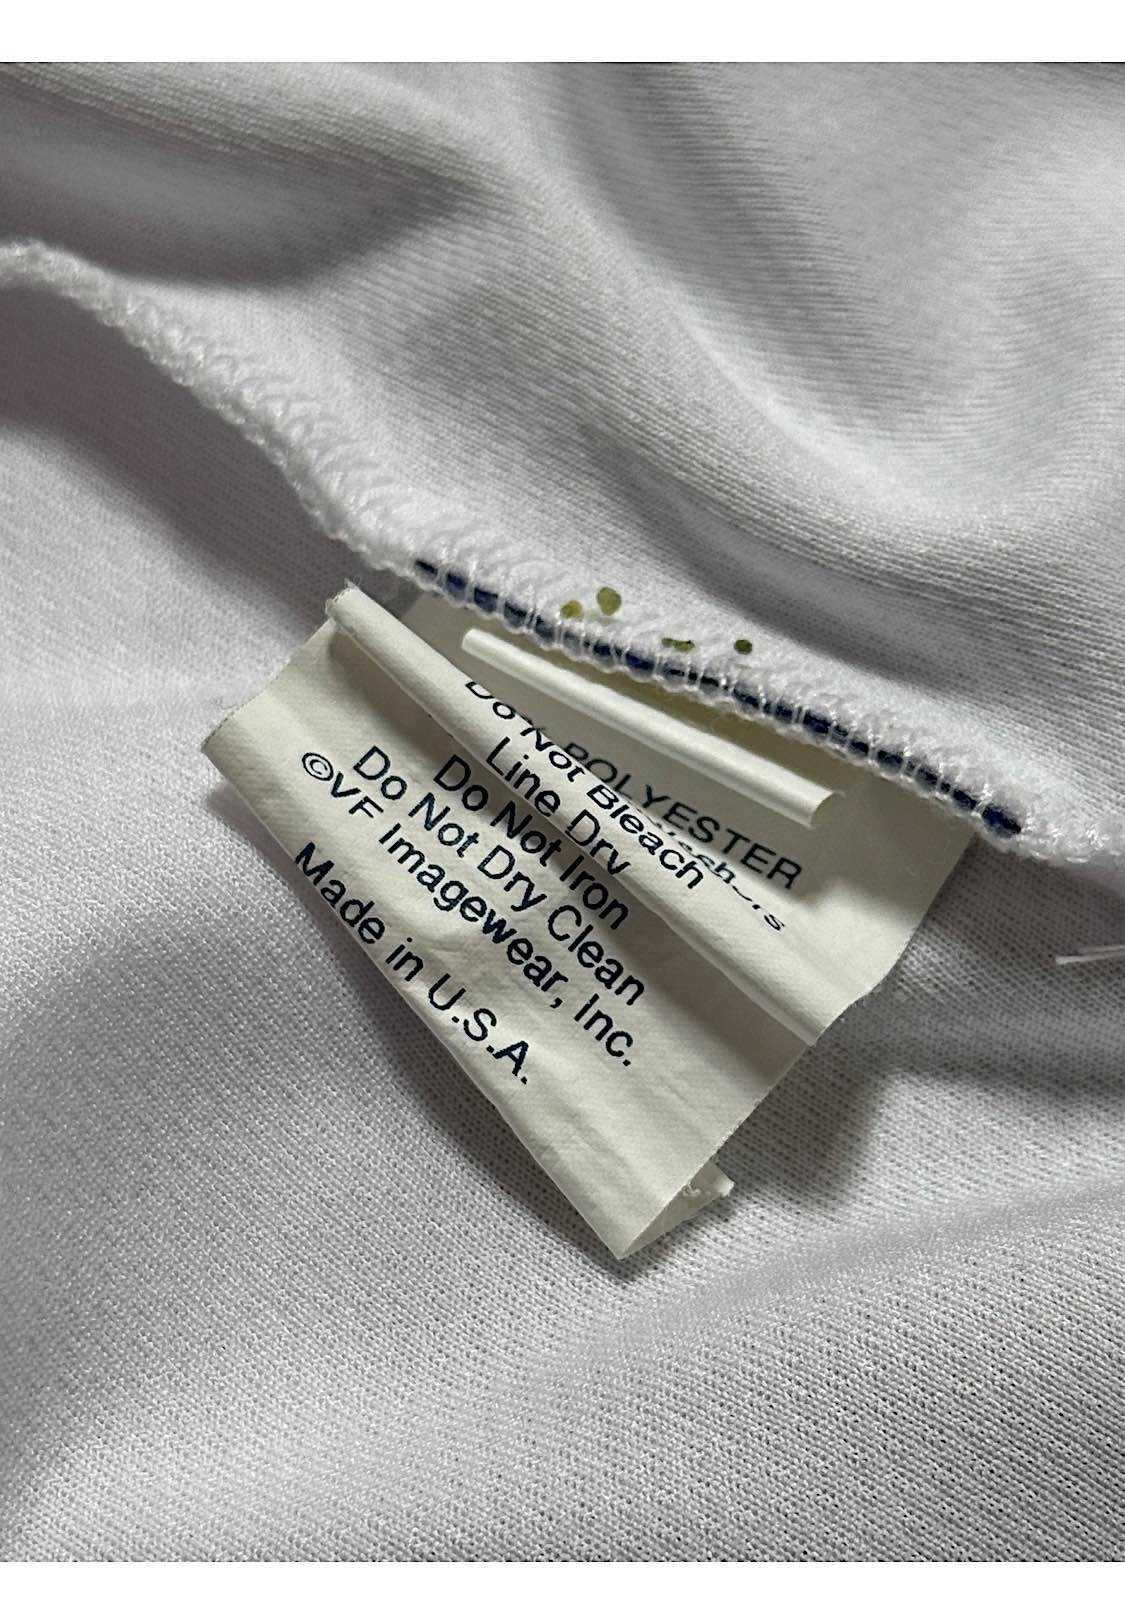 POLYESTER
Do Not Bleach
Line Dry
Do Not Iron
Do Not Dry Clean
©VF Imagewear, Inc.
Made in U.S.A.